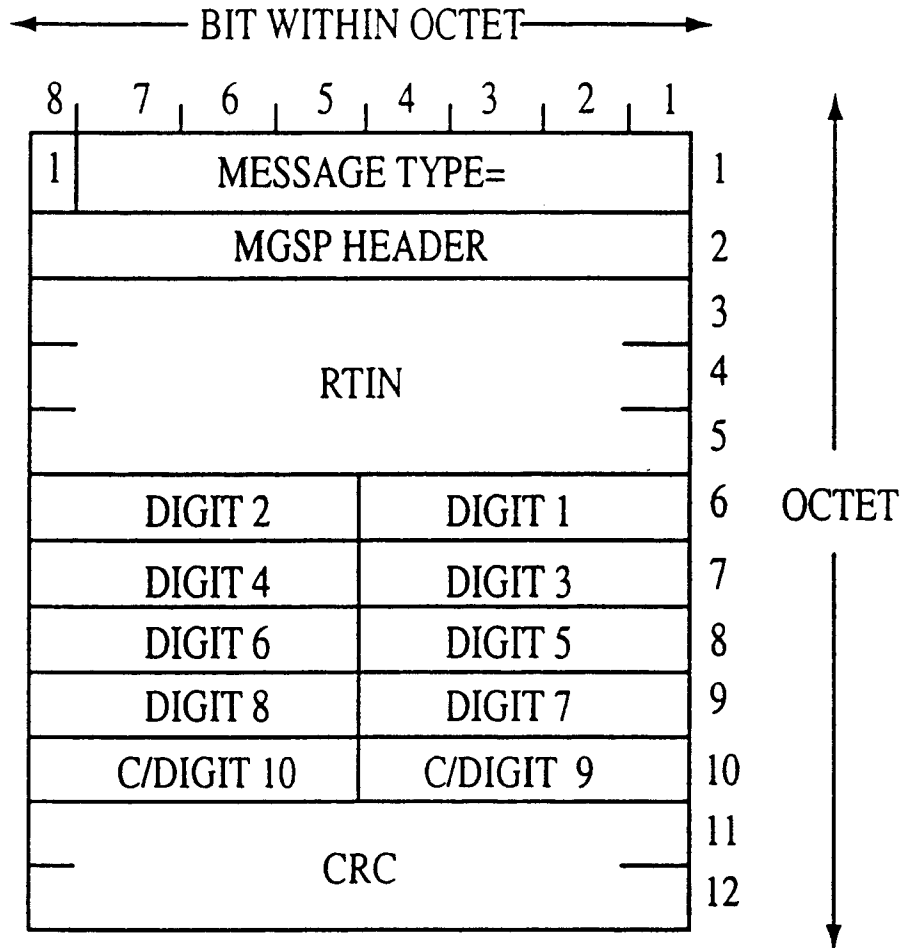 BIT WITHIN OCTET
8 7 6 5 4 3 2 1
1 MESSAGE TYPE= 1
MGSP HEADER 2
3
RTIN 4
5
DIGIT 2 DIGIT 1 6 OCTET
DIGIT 4 DIGIT 3 7
DIGIT 6 DIGIT 5 8
DIGIT 8 DIGIT 7 9
C/DIGIT 10 C/DIGIT 9 10
11
CRC
12